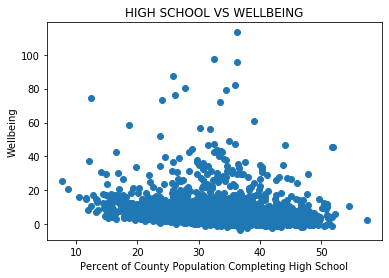 HIGH SCHOOL VS WELLBEING
100
80
60
40
20
0
Wellbeing
10 20 30 40 50
Percent of County Population Completing High School